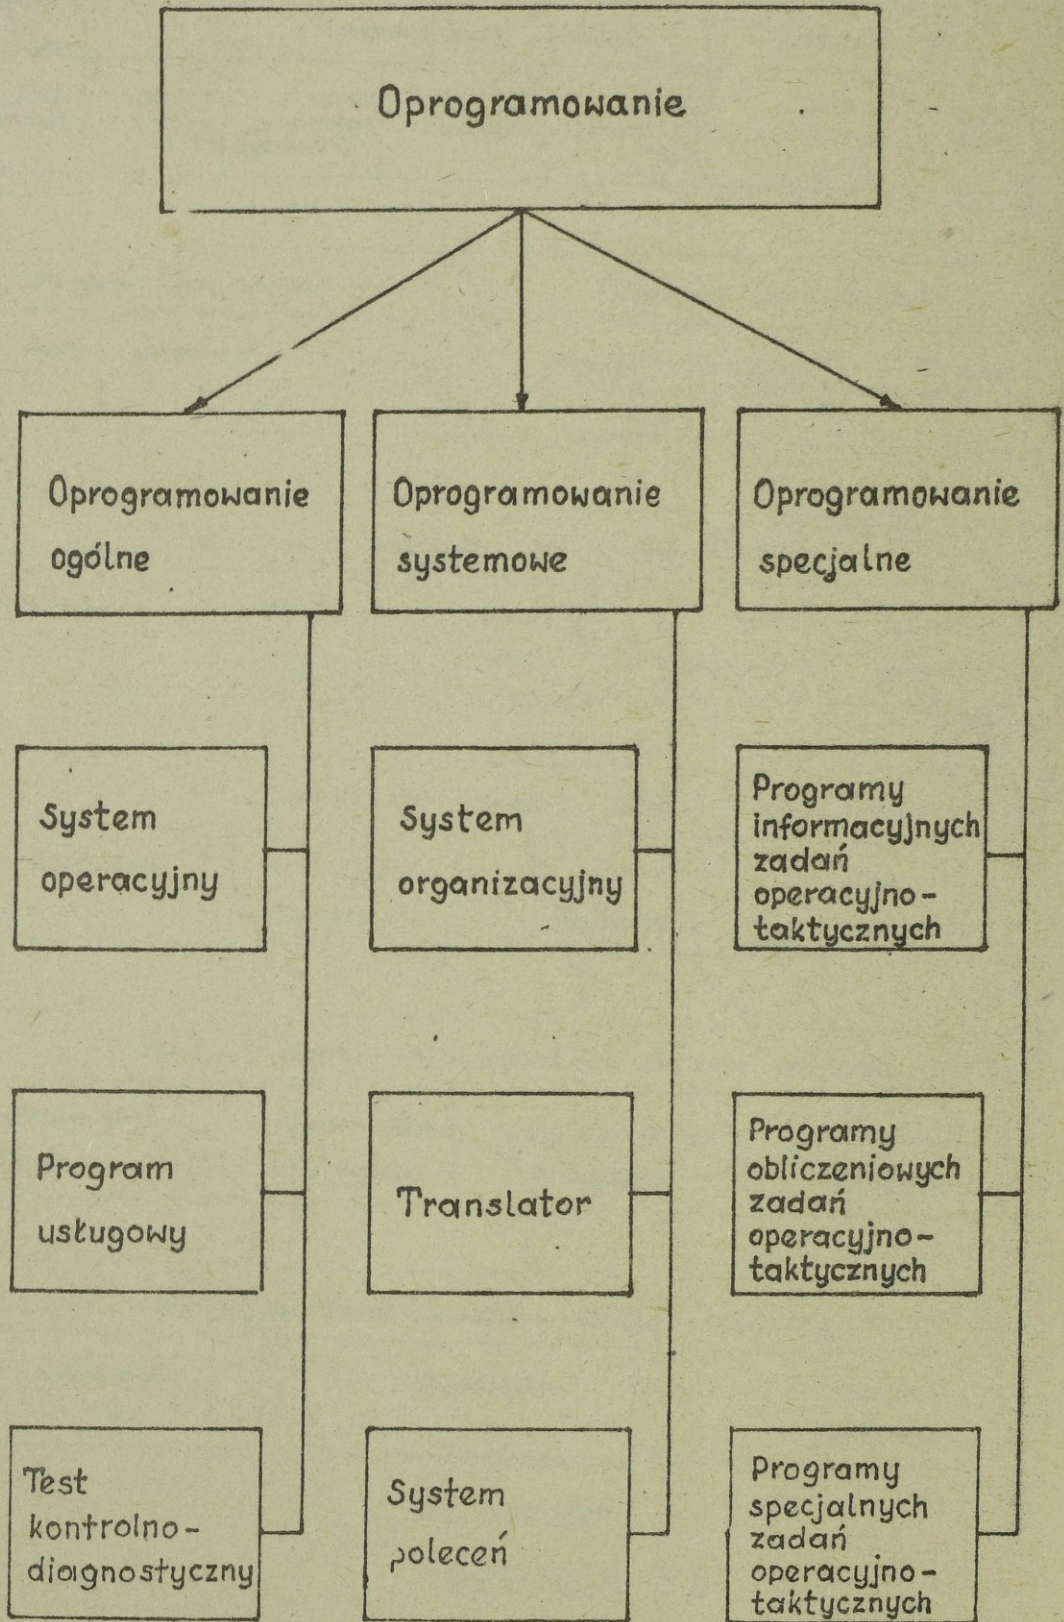 Oprogramowanie
Oprogramowanie
ogólne
Oprogramowanie
systemowe
Oprogramowanie
specjalne
System
operacyjny
System
organizacyjny
Programy
informacyjnych
zadań
operacyjno-
taktycznych
Program
usługowy
Translator
Programy
obliczeniowych
zadań
operacyjno-
taktycznych
Test
kontrolno-
diagnostyczny
System
poleceń
Programy
specjalnych
zadań
operacyjno-
taktycznych